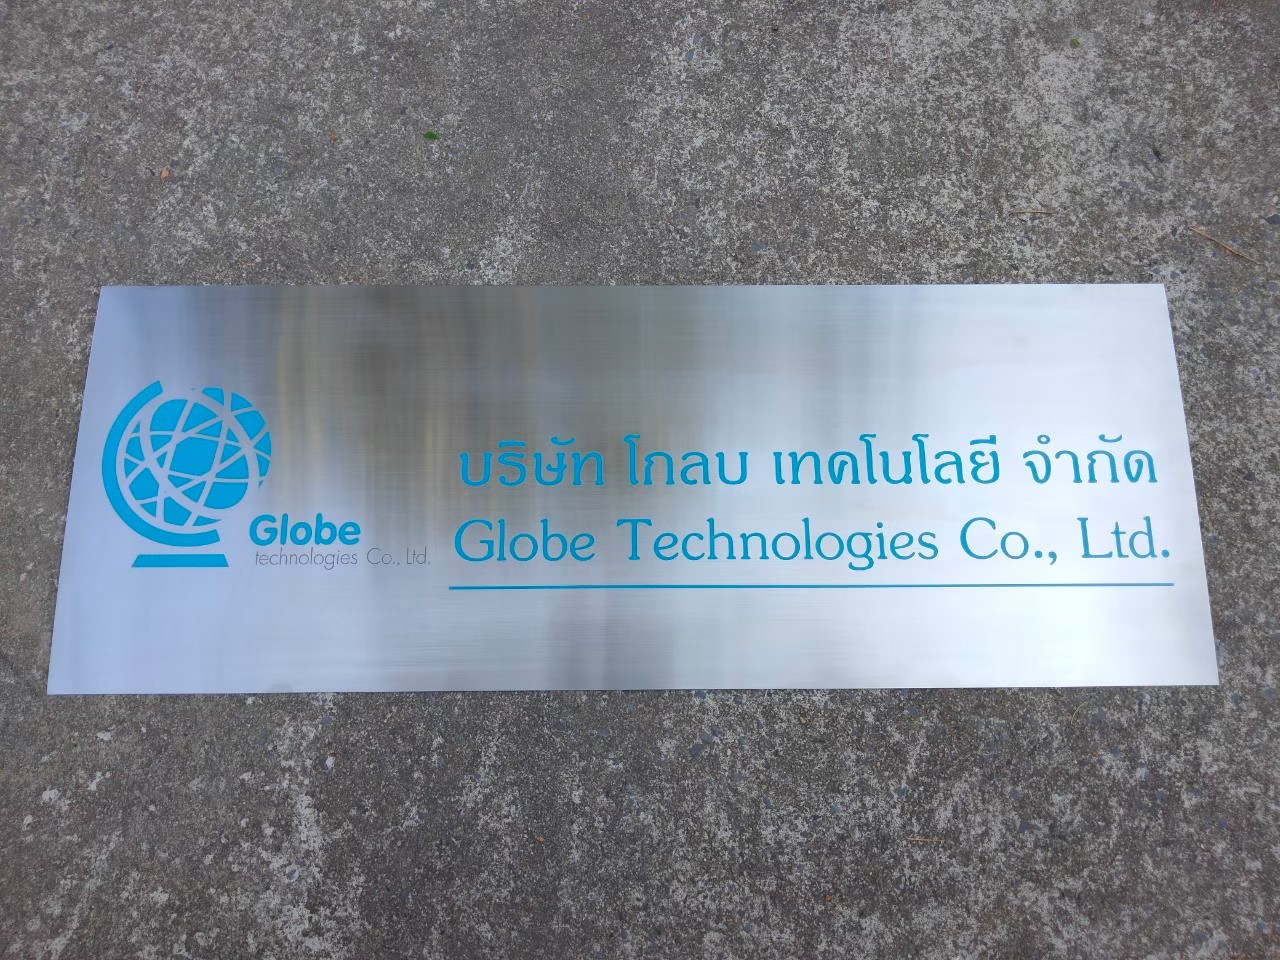 Globe
technologies Co., Ltd.
บริษัท โกลบ เทคโนโลยี จำกัด
Globe Technologies Co., Ltd.